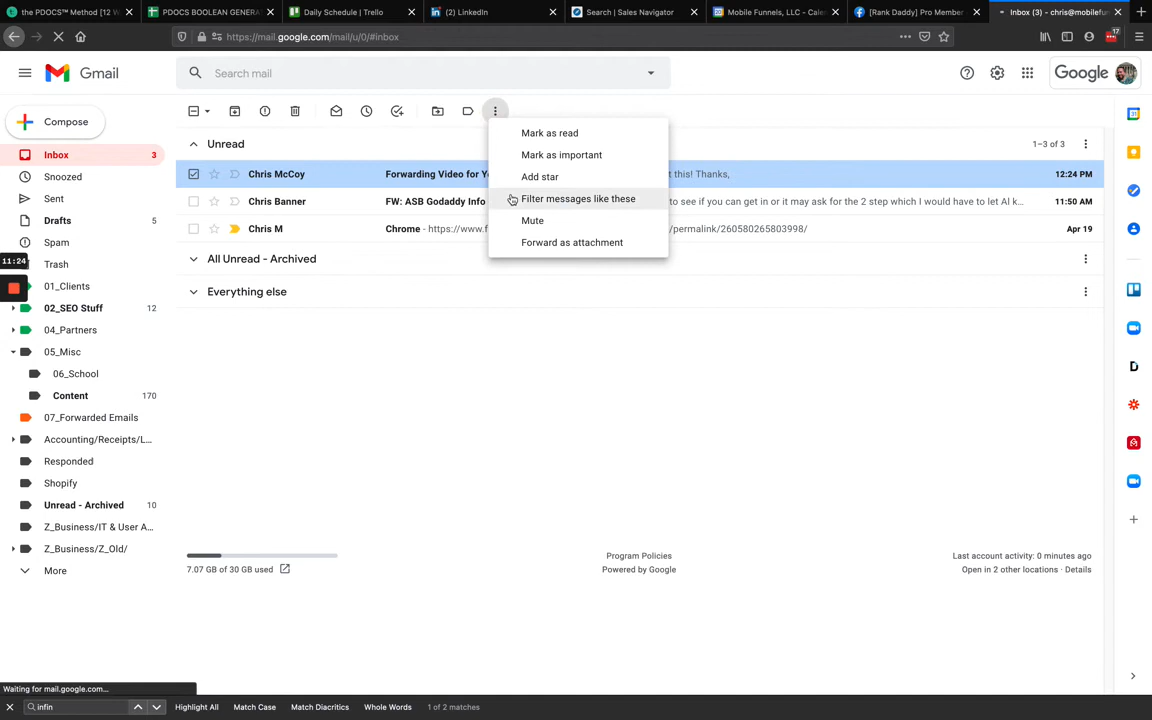 the PDOCS™ Method [12 W
PDOCS BOOLEAN GENERA
Daily Schedule | Trello
(2) LinkedIn
Search | Sales Navigator
Mobile Funnels, LLC - Cale
[Rank Daddy] Pro Member
Inbox (3) - chris@mobilefu
https://mail.google.com/mail/u/0/#inbox
17
Gmail
Search mail
Google
Compose
Inbox 3
Snoozed
Sent
Drafts 5
Spam
11:24
Trash
01_Clients
02_SEO Stuff 12
04_Partners
05_Misc
06_School
Content 170
07_Forwarded Emails
Accounting/Receipts/L...
Responded
Shopify
Unread - Archived 10
Z_Business/IT & User A...
Z_Business/Z_Old/
More
Mark as read
Mark as important
Add star
Filter messages like these
Mute
Forward as attachment
Unread 1–3 of 3
Chris McCoy Forwarding Video for Y t this! Thanks, 12:24 PM
Chris Banner FW: ASB Godaddy Info to see if you can get in or it may ask for the 2 step which I would have to let Al k... 11:50 AM
Chris M Chrome - https://www.f /permalink/260580265803998/ Apr 19
All Unread - Archived
Everything else
7.07 GB of 30 GB used
Program Policies
Powered by Google
Last account activity: 0 minutes ago
Open in 2 other locations · Details
Waiting for mail.google.com...
infin
Highlight All Match Case Match Diacritics Whole Words 1 of 2 matches